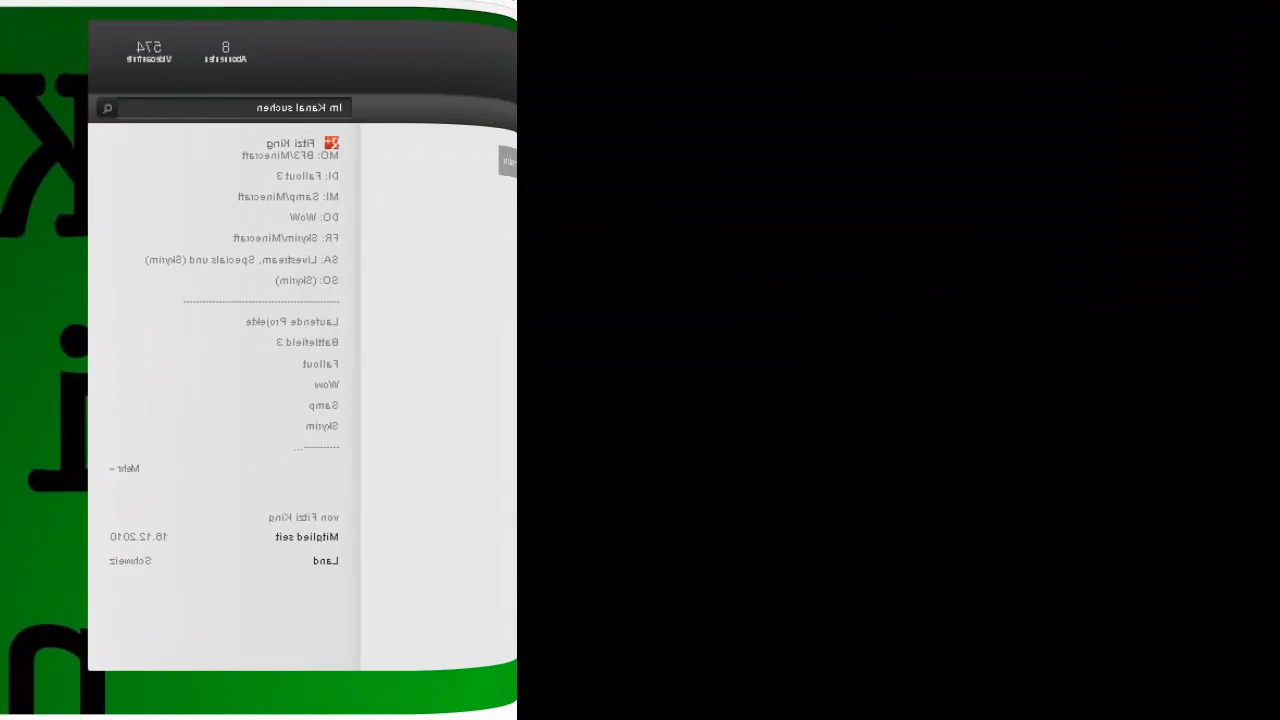 8 574
Abonnenten Videoaufrufe
Im Kanal suchen
Fitzi King
MO: BF3/Minecraft
DI: Fallout 3
MI: Samp/Minecraft
DO: WoW
FR: Skyrim/Minecraft
SA: Livestream, Specials und (Skyrim)
SO: (Skyrim)
------------------------------------------------
Laufende Projekte
Battlefield 3
Fallout
Wow
Samp
Skyrim
-----------...
Mehr
von Fitzi King
Mitglied seit 16.12.2010
Land Schweiz
K
i
n